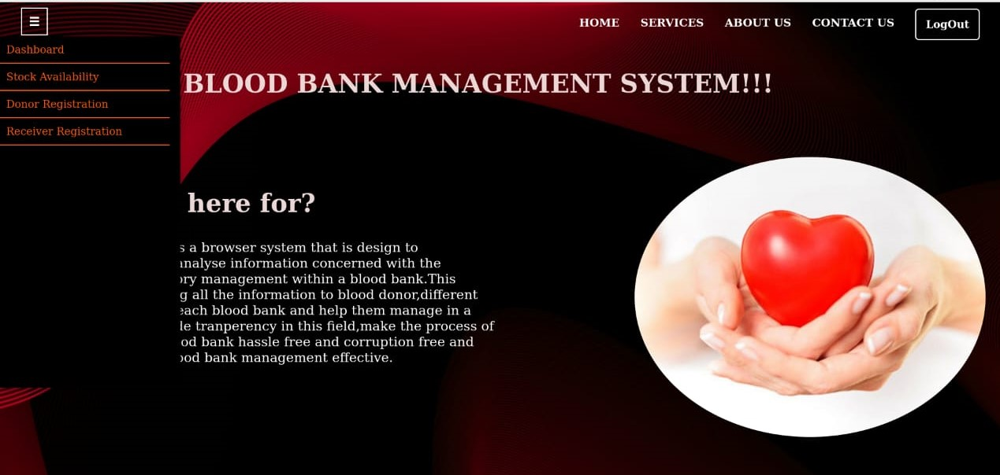 HOME SERVICES ABOUT US CONTACT US LogOut
Dashboard
Stock Availability
Donor Registration
Receiver Registration
BLOOD BANK MANAGEMENT SYSTEM!!!
here for?
s a browser system that is design to
analyse information concerned with the
ory management within a blood bank.This
g all the information to blood donor,different
each blood bank and help them manage in a
le tranperency in this field,make the process of
ood bank hassle free and corruption free and
ood bank management effective.